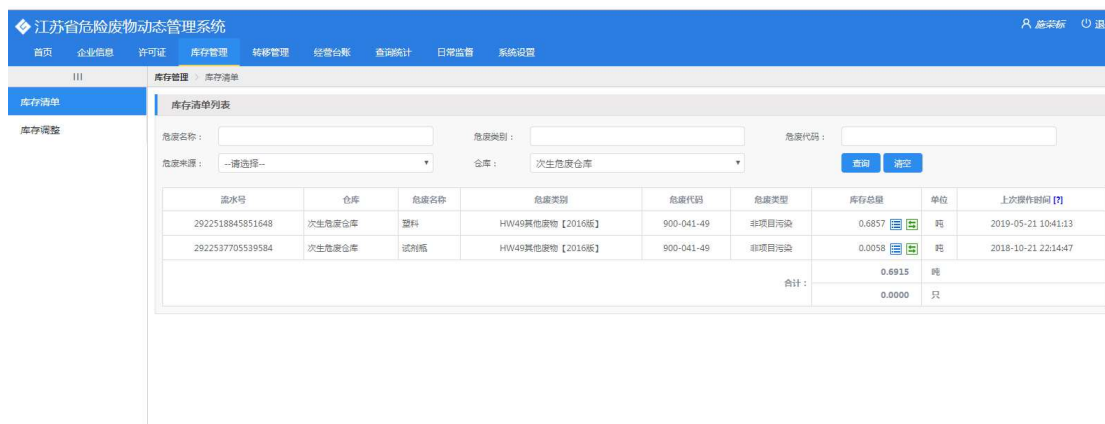 江苏省危险废物动态管理系统
施荣标 退
首页 企业信息 许可证 库存管理 转移管理 经营台账 查询统计 日常监督 系统设置
库存管理 > 库存清单
库存清单
库存调整
库存清单列表
危废名称： 危废类别： 危废代码：
危废来源： --请选择-- 仓库： 次生危废仓库 查询 清空
流水号 仓库 危废名称 危废类别 危废代码 危废类型 库存总量 单位 上次操作时间 [?]
2922518845851648 次生危废仓库 塑料 HW49其他废物【2016版】 900-041-49 非项目污染 0.6857 吨 2019-05-21 10:41:13
2922537705539584 次生危废仓库 试剂瓶 HW49其他废物【2016版】 900-041-49 非项目污染 0.0058 吨 2018-10-21 22:14:47
合计： 0.6915 吨
0.0000 只